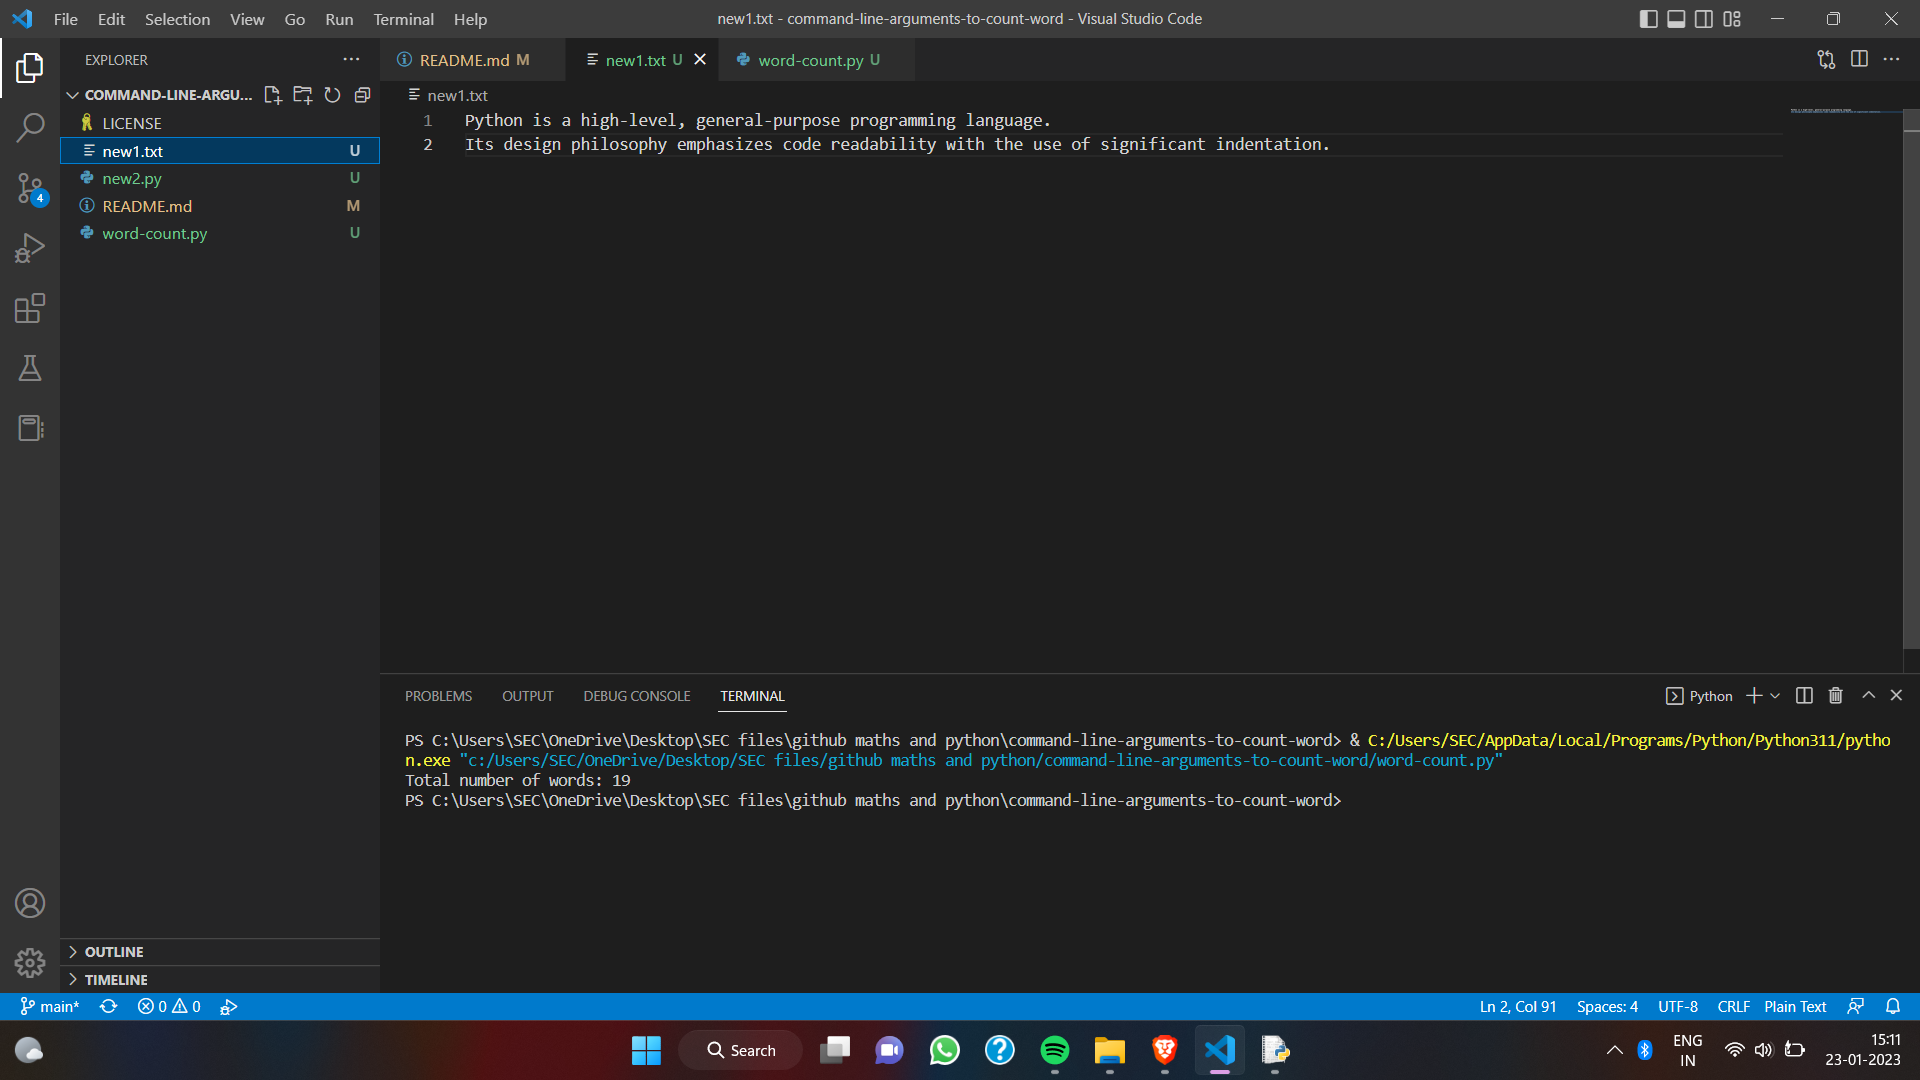 File Edit Selection View Go Run Terminal Help
new1.txt - command-line-arguments-to-count-word - Visual Studio Code
EXPLORER
COMMAND-LINE-ARGU...
LICENSE
new1.txt U
new2.py U
README.md M
word-count.py U
OUTLINE
TIMELINE
4
README.md M
new1.txt U
word-count.py U
new1.txt
1 Python is a high-level, general-purpose programming language.
2 Its design philosophy emphasizes code readability with the use of significant indentation.
PROBLEMS OUTPUT DEBUG CONSOLE TERMINAL
Python
PS C:\Users\SEC\OneDrive\Desktop\SEC files\github maths and python\command-line-arguments-to-count-word> & C:/Users/SEC/AppData/Local/Programs/Python/Python311/pytho
n.exe "c:/Users/SEC/OneDrive/Desktop/SEC files/github maths and python/command-line-arguments-to-count-word/word-count.py"
Total number of words: 19
PS C:\Users\SEC\OneDrive\Desktop\SEC files\github maths and python\command-line-arguments-to-count-word>
main* 0 0
Ln 2, Col 91 Spaces: 4 UTF-8 CRLF Plain Text
Search
ENG
IN
15:11
23-01-2023